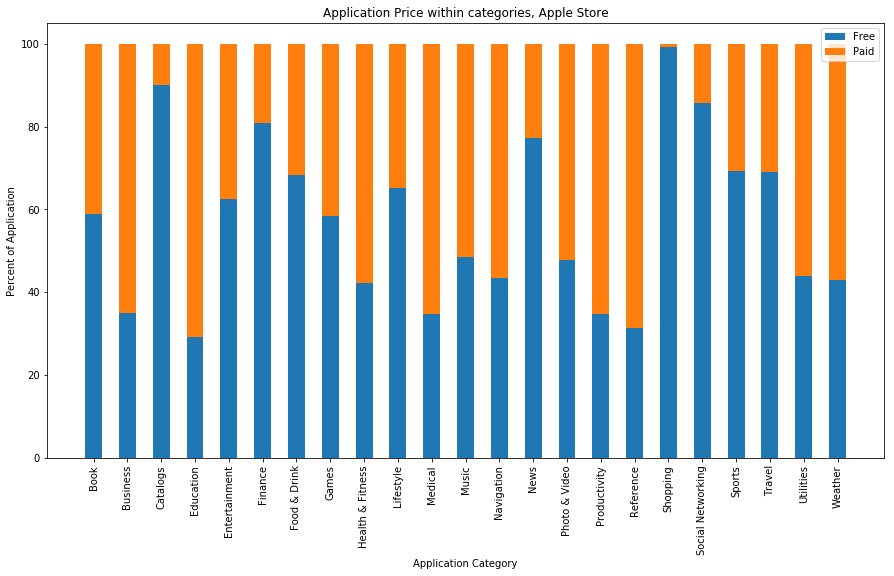 Application Price within categories, Apple Store
Free
Paid
Percent of Application
100
80
60
40
20
0
Book
Business
Catalogs
Education
Entertainment
Finance
Food & Drink
Games
Health & Fitness
Lifestyle
Medical
Music
Navigation
News
Photo & Video
Productivity
Reference
Shopping
Social Networking
Sports
Travel
Utilities
Weather
Application Category